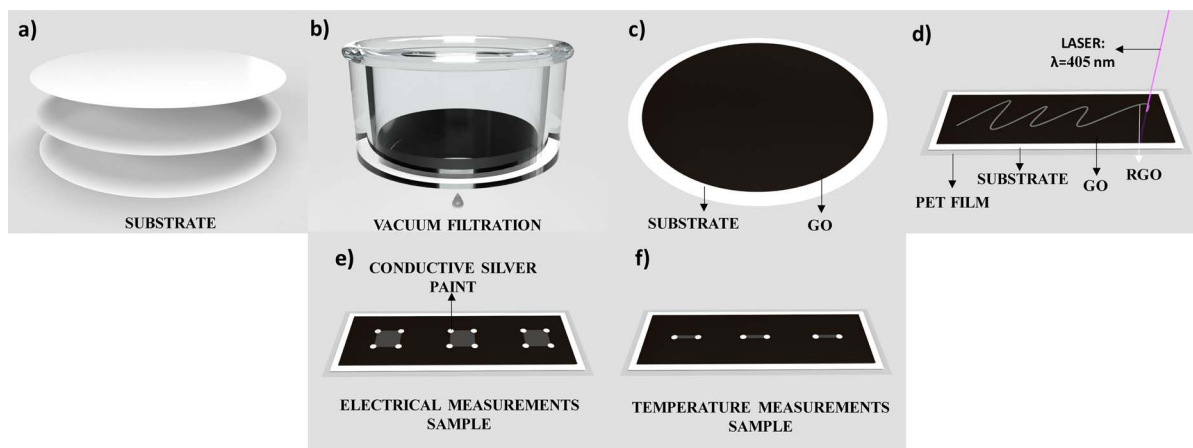 a)
SUBSTRATE
b)
VACUUM FILTRATION
c)
SUBSTRATE
GO
d)
LASER:
λ=405 nm
PET FILM
SUBSTRATE
GO
RGO
e)
CONDUCTIVE SILVER
PAINT
ELECTRICAL MEASUREMENTS
SAMPLE
f)
TEMPERATURE MEASUREMENTS
SAMPLE